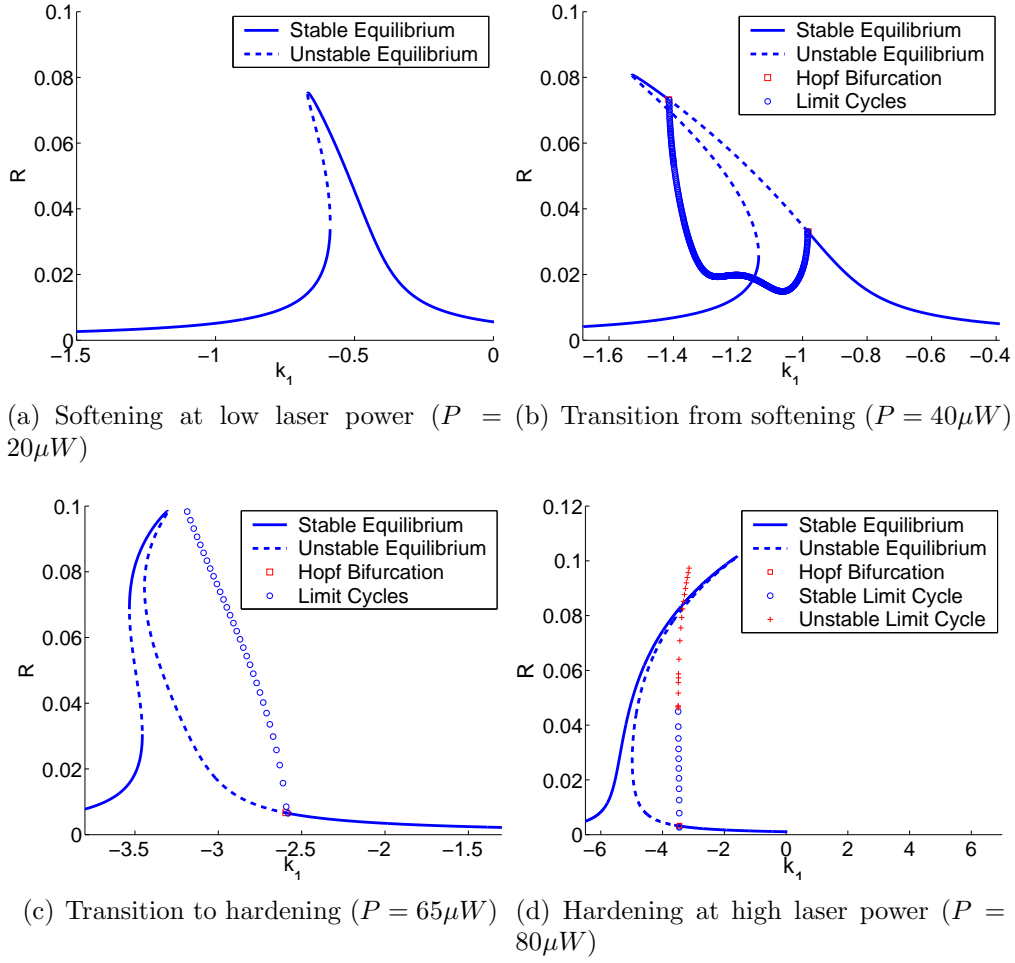 0.1
0.08
0.06
0.04
0.02
0
R
−1.5
−1
−0.5
0
k1
Stable Equilibrium
Unstable Equilibrium
0.1
0.08
0.06
0.04
0.02
0
R
−1.6
−1.4
−1.2
−1
−0.8
−0.6
−0.4
k1
Stable Equilibrium
Unstable Equilibrium
Hopf Bifurcation
Limit Cycles
(a) Softening at low laser power (P =
20μW)
(b) Transition from softening (P = 40μW)
0.1
0.08
0.06
0.04
0.02
0
R
−3.5
−3
−2.5
−2
−1.5
k1
Stable Equilibrium
Unstable Equilibrium
Hopf Bifurcation
Limit Cycles
0.12
0.1
0.08
0.06
0.04
0.02
0
R
−6
−4
−2
0
2
4
6
k1
Stable Equilibrium
Unstable Equilibrium
Hopf Bifurcation
Stable Limit Cycle
Unstable Limit Cycle
(c) Transition to hardening (P = 65μW)
(d) Hardening at high laser power (P =
80μW)